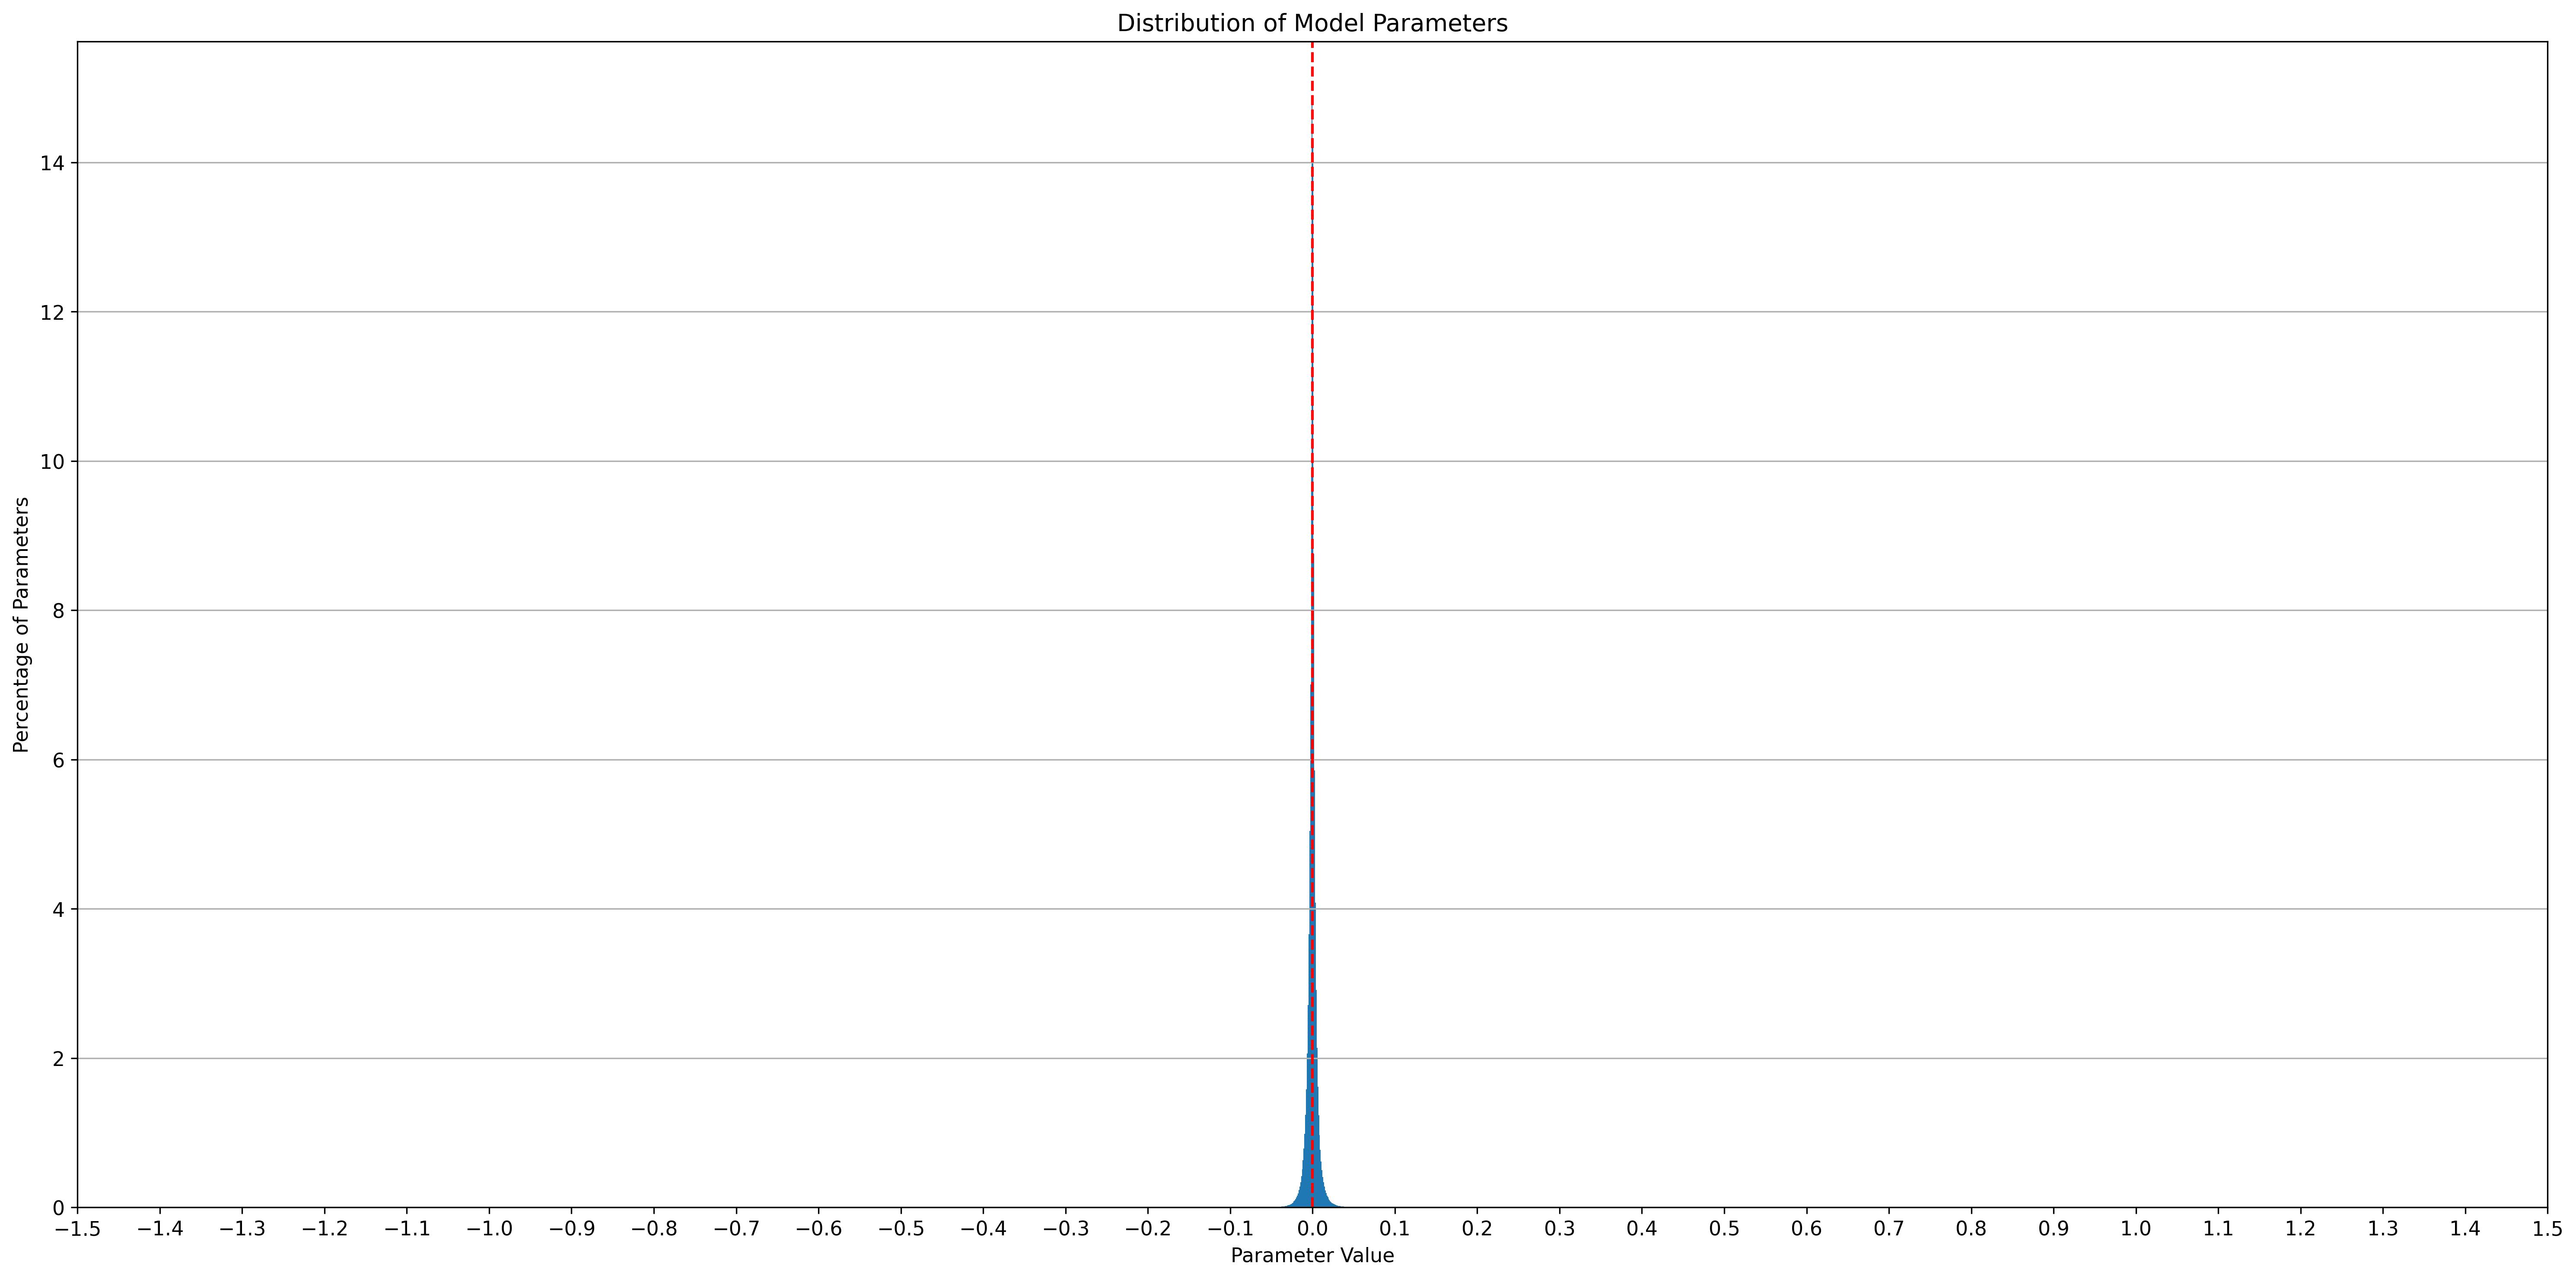 Distribution of Model Parameters
Percentage of Parameters
14
12
10
8
6
4
2
0
−1.5 −1.4 −1.3 −1.2 −1.1 −1.0 −0.9 −0.8 −0.7 −0.6 −0.5 −0.4 −0.3 −0.2 −0.1 0.0 0.1 0.2 0.3 0.4 0.5 0.6 0.7 0.8 0.9 1.0 1.1 1.2 1.3 1.4 1.5
Parameter Value